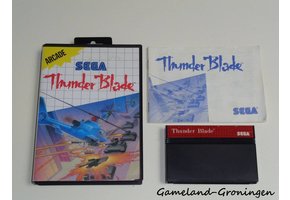 ARCADE
SEGA
Thunder Blade
Thunder Blade
SEGA
Thunder Blade
SEGA
Gameland-Groningen